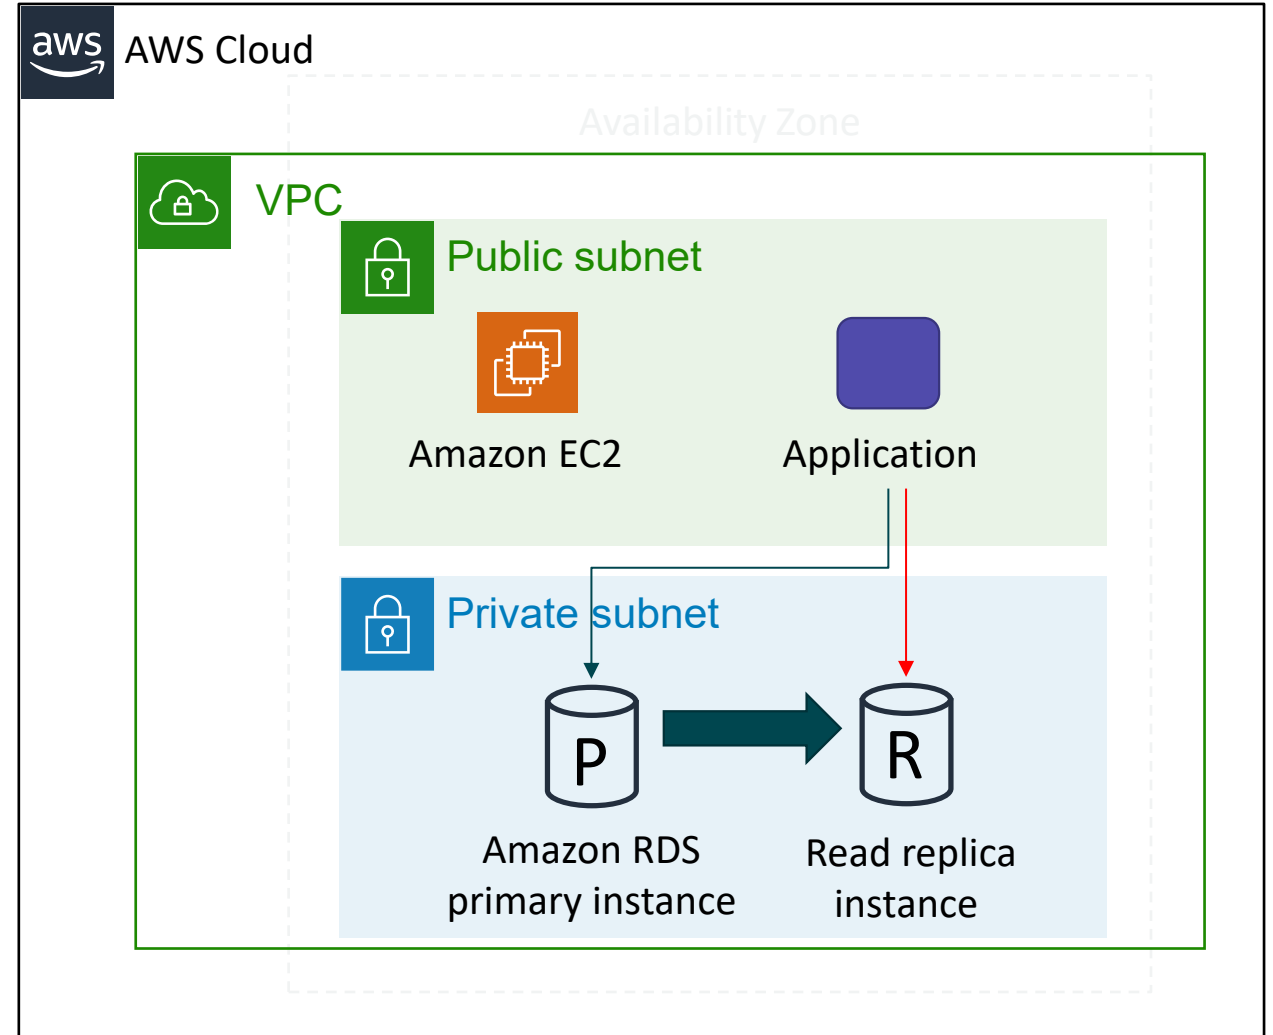 aws
AWS Cloud
Availability Zone
VPC
Public subnet
Amazon EC2
Application
Private subnet
P
R
Amazon RDS
primary instance
Read replica
instance